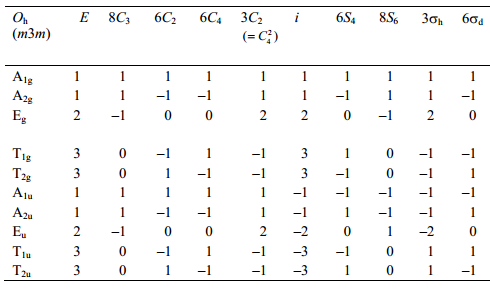 Oh E 8C3 6C2 6C4 3C2 i 6S4 8S6 3σh 6σd
(m3m) (= C4²)
A1g 1 1 1 1 1 1 1 1 1 1
A2g 1 1 −1 −1 1 1 −1 1 1 −1
Eg 2 −1 0 0 2 2 0 −1 2 0
T1g 3 0 −1 1 −1 3 1 0 −1 −1
T2g 3 0 1 −1 −1 3 −1 0 −1 1
A1u 1 1 1 1 1 −1 −1 −1 −1 −1
A2u 1 1 −1 −1 1 −1 1 −1 −1 1
Eu 2 −1 0 0 2 −2 0 1 −2 0
T1u 3 0 −1 1 −1 −3 −1 0 1 1
T2u 3 0 1 −1 −1 −3 1 0 1 −1